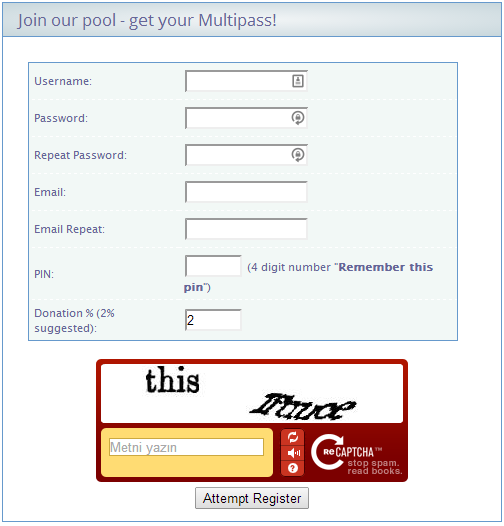 Join our pool - get your Multipass!
Username:
Password:
Repeat Password:
Email:
Email Repeat:
PIN: (4 digit number "Remember this
pin")
Donation % (2%
suggested): 2
this
Metni yazın
?
reCAPTCHA™
stop spam.
read books.
Attempt Register